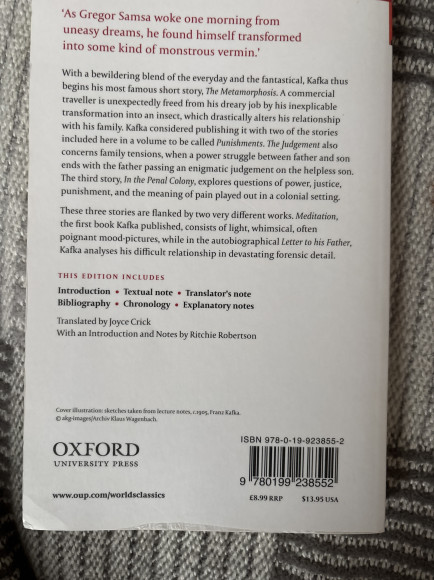 ‘As Gregor Samsa woke one morning from
uneasy dreams, he found himself transformed
into some kind of monstrous vermin.’
With a bewildering blend of the everyday and the fantastical, Kafka thus
begins his most famous short story, The Metamorphosis. A commercial
traveller is unexpectedly freed from his dreary job by his inexplicable
transformation into an insect, which drastically alters his relationship
with his family. Kafka considered publishing it with two of the stories
included here in a volume to be called Punishments. The Judgement also
concerns family tensions, when a power struggle between father and son
ends with the father passing an enigmatic judgement on the helpless son.
The third story, In the Penal Colony, explores questions of power, justice,
punishment, and the meaning of pain played out in a colonial setting.
These three stories are flanked by two very different works. Meditation,
the first book Kafka published, consists of light, whimsical, often
poignant mood-pictures, while in the autobiographical Letter to his Father,
Kafka analyses his difficult relationship in devastating forensic detail.
THIS EDITION INCLUDES
Introduction • Textual note • Translator's note
Bibliography • Chronology • Explanatory notes
Translated by Joyce Crick
With an Introduction and Notes by Ritchie Robertson
Cover illustration: sketches taken from lecture notes, c.1905, Franz Kafka.
© akg-images/Archiv Klaus Wagenbach.
OXFORD
UNIVERSITY PRESS
www.oup.com/worldsclassics
ISBN 978-0-19-923855-2
9 780199 238552
£8.99 RRP $13.95 USA